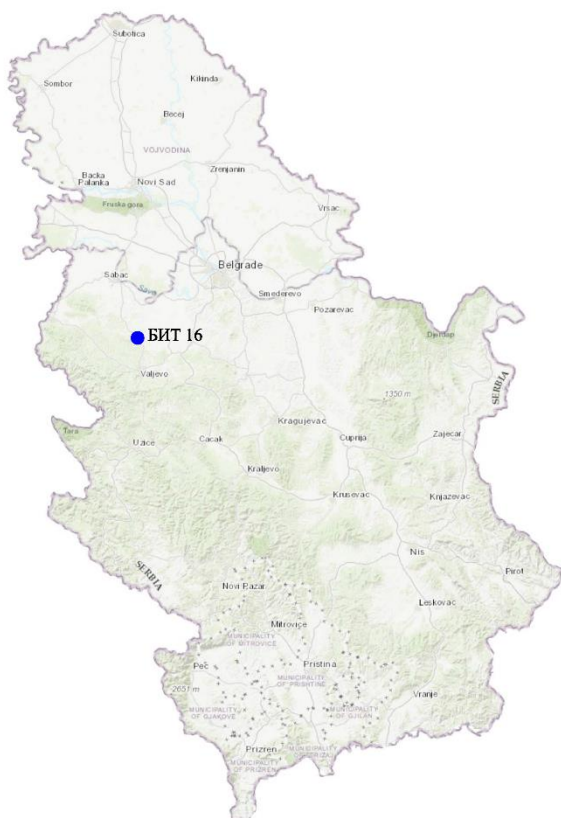 Subotica
Sombor
Kikinda
Becej
VOJVODINA
Zrenjanin
Backa
Palanka
Novi Sad
Fruska gora
Vrsac
Belgrade
Sabac
Sava
Smederevo
Pozarevac
Djerdap
БИТ 16
Valjevo
1350 m
SERBIA
Kragujevac
Tara
Uzice
Cacak
Cuprija
Zajecar
Kraljevo
Krusevac
Knjazevac
Nis
Pirot
SERBIA
Novi Pazar
Leskovac
Mitrovice
MUNICIPALITY
OF MITROVICE
Pec
Pristina
MUNICIPALITY
OF PRISHTINE
2651 m
Vranje
MUNICIPALITY
OF GJAKOVE
MUNICIPALITY
OF GJILAN
Prizren
MUNICIPALITY
OF PRIZREN
MUNICIPALITY